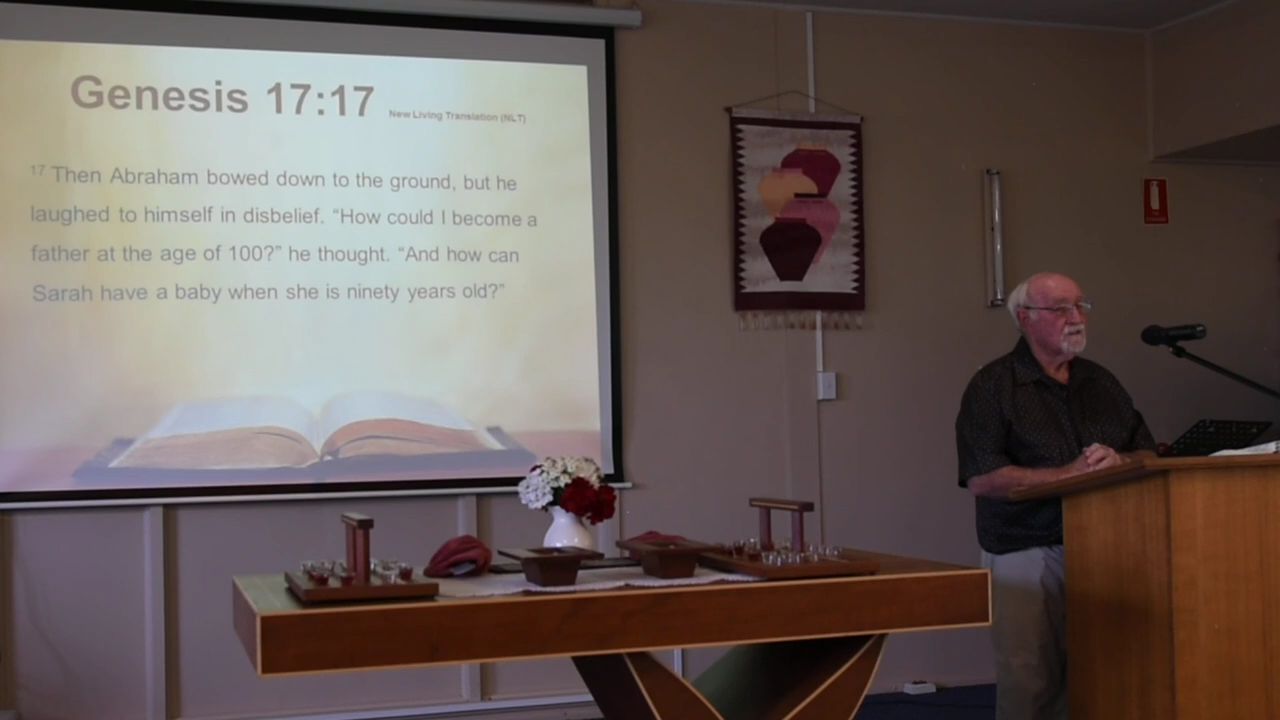 Genesis 17:17 New Living Translation (NLT)
17 Then Abraham bowed down to the ground, but he
laughed to himself in disbelief. “How could I become a
father at the age of 100?” he thought. “And how can
Sarah have a baby when she is ninety years old?”